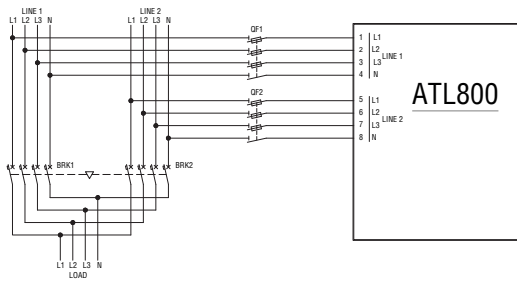 LINE 1
L1 L2 L3 N
LINE 2
L1 L2 L3 N
QF1
1 L1
2 L2
3 L3
4 N
LINE 1
QF2
5 L1
6 L2
7 L3
8 N
LINE 2
ATL800
BRK1
BRK2
L1 L2 L3 N
LOAD